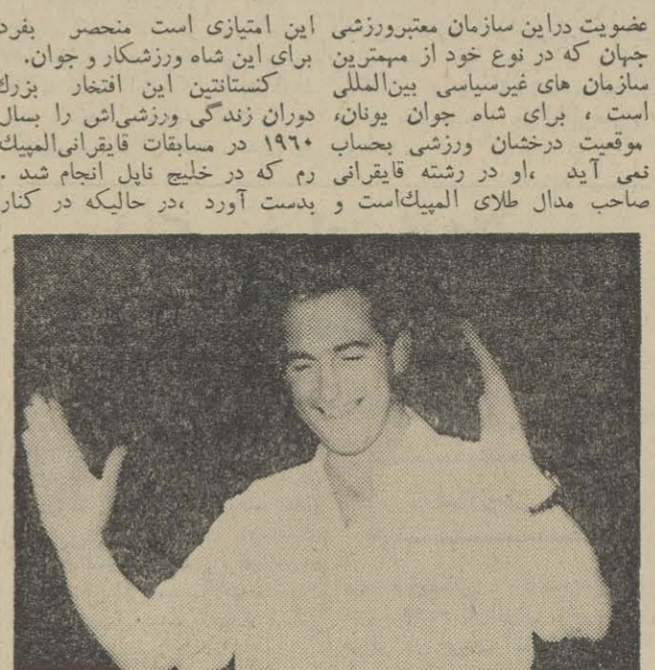 عضویت دراین سازمان معتبرورزشی
جهان که در نوع خود از مهمترین
سازمان های غیرسیاسی بین‌المللی
است ، برای شاه جوان یونان،
موقعیت درخشان ورزشی بحساب
نمی آید ،او در رشته قایقرانی
صاحب مدال طلای المپیك‌است و
این امتیازی است منحصر بفرد
برای این شاه ورزشکار و جوان.
کنستانتین این افتخار بزرك
دوران زندگی ورزشی‌اش را بسال
۱۹۶۰ در مسابقات قایقرانی‌المپیك
رم که در خلیج ناپل انجام شد .
بدست آورد ،در حالیکه در کنار